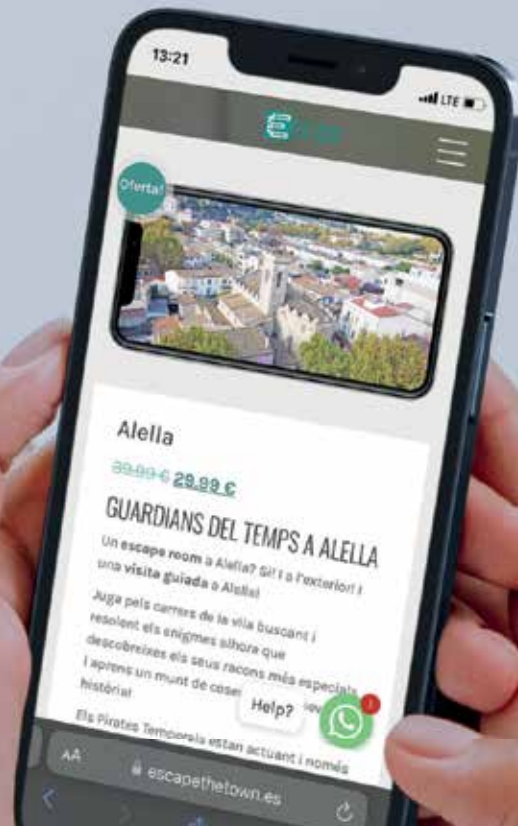 13:21
LTE
Oferta!
Alella
39.99 € 29.99 €
GUARDIANS DEL TEMPS A ALELLA
Un escape room a Alella? Sí! I a l'exterior! I
una visita guiada a Alella!
Juga pels carrers de la vila buscant i
resolent els enigmes alhora que
descobreixes els seus racons més especials
i aprens un munt de coses
història!
Help?
1
Els Pirates Temporals estan actuant i només
AA
escapethetown.es